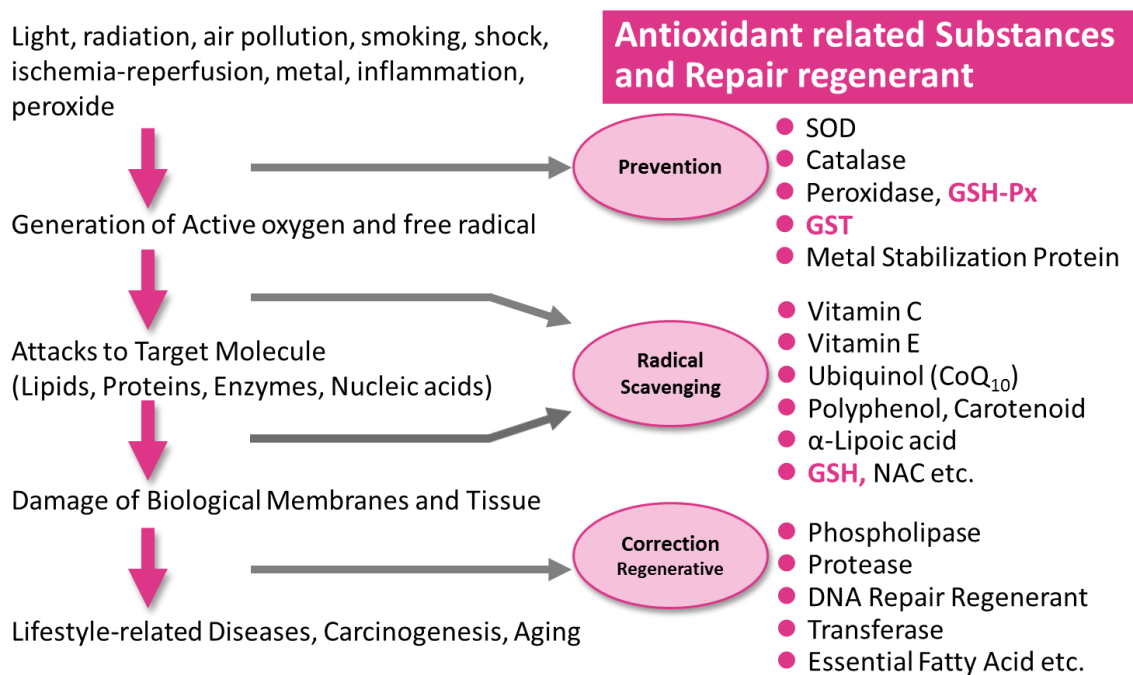 Light, radiation, air pollution, smoking, shock,
ischemia-reperfusion, metal, inflammation,
peroxide
Generation of Active oxygen and free radical
Attacks to Target Molecule
(Lipids, Proteins, Enzymes, Nucleic acids)
Damage of Biological Membranes and Tissue
Lifestyle-related Diseases, Carcinogenesis, Aging
Antioxidant related Substances
and Repair regenerant
Prevention
● SOD
● Catalase
● Peroxidase, GSH-Px
● GST
● Metal Stabilization Protein
Radical
Scavenging
● Vitamin C
● Vitamin E
● Ubiquinol (CoQ₁₀)
● Polyphenol, Carotenoid
● α-Lipoic acid
● GSH, NAC etc.
Correction
Regenerative
● Phospholipase
● Protease
● DNA Repair Regenerant
● Transferase
● Essential Fatty Acid etc.